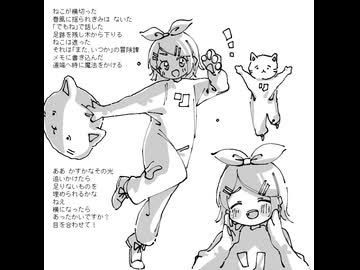 ねこが横切った
春風に揺られきみは ないた
「でもね」で話した
足跡を残し木から下りる
ねこは渡った
それは「また、いつか」の冒険譚
メモに書き込んだ
道端へ時に魔法をかける
ああ かすかなその光
追いかけたら
足りないものを
埋められるかな
ねえ
横になったら
あったかいですか？
目を合わせて！